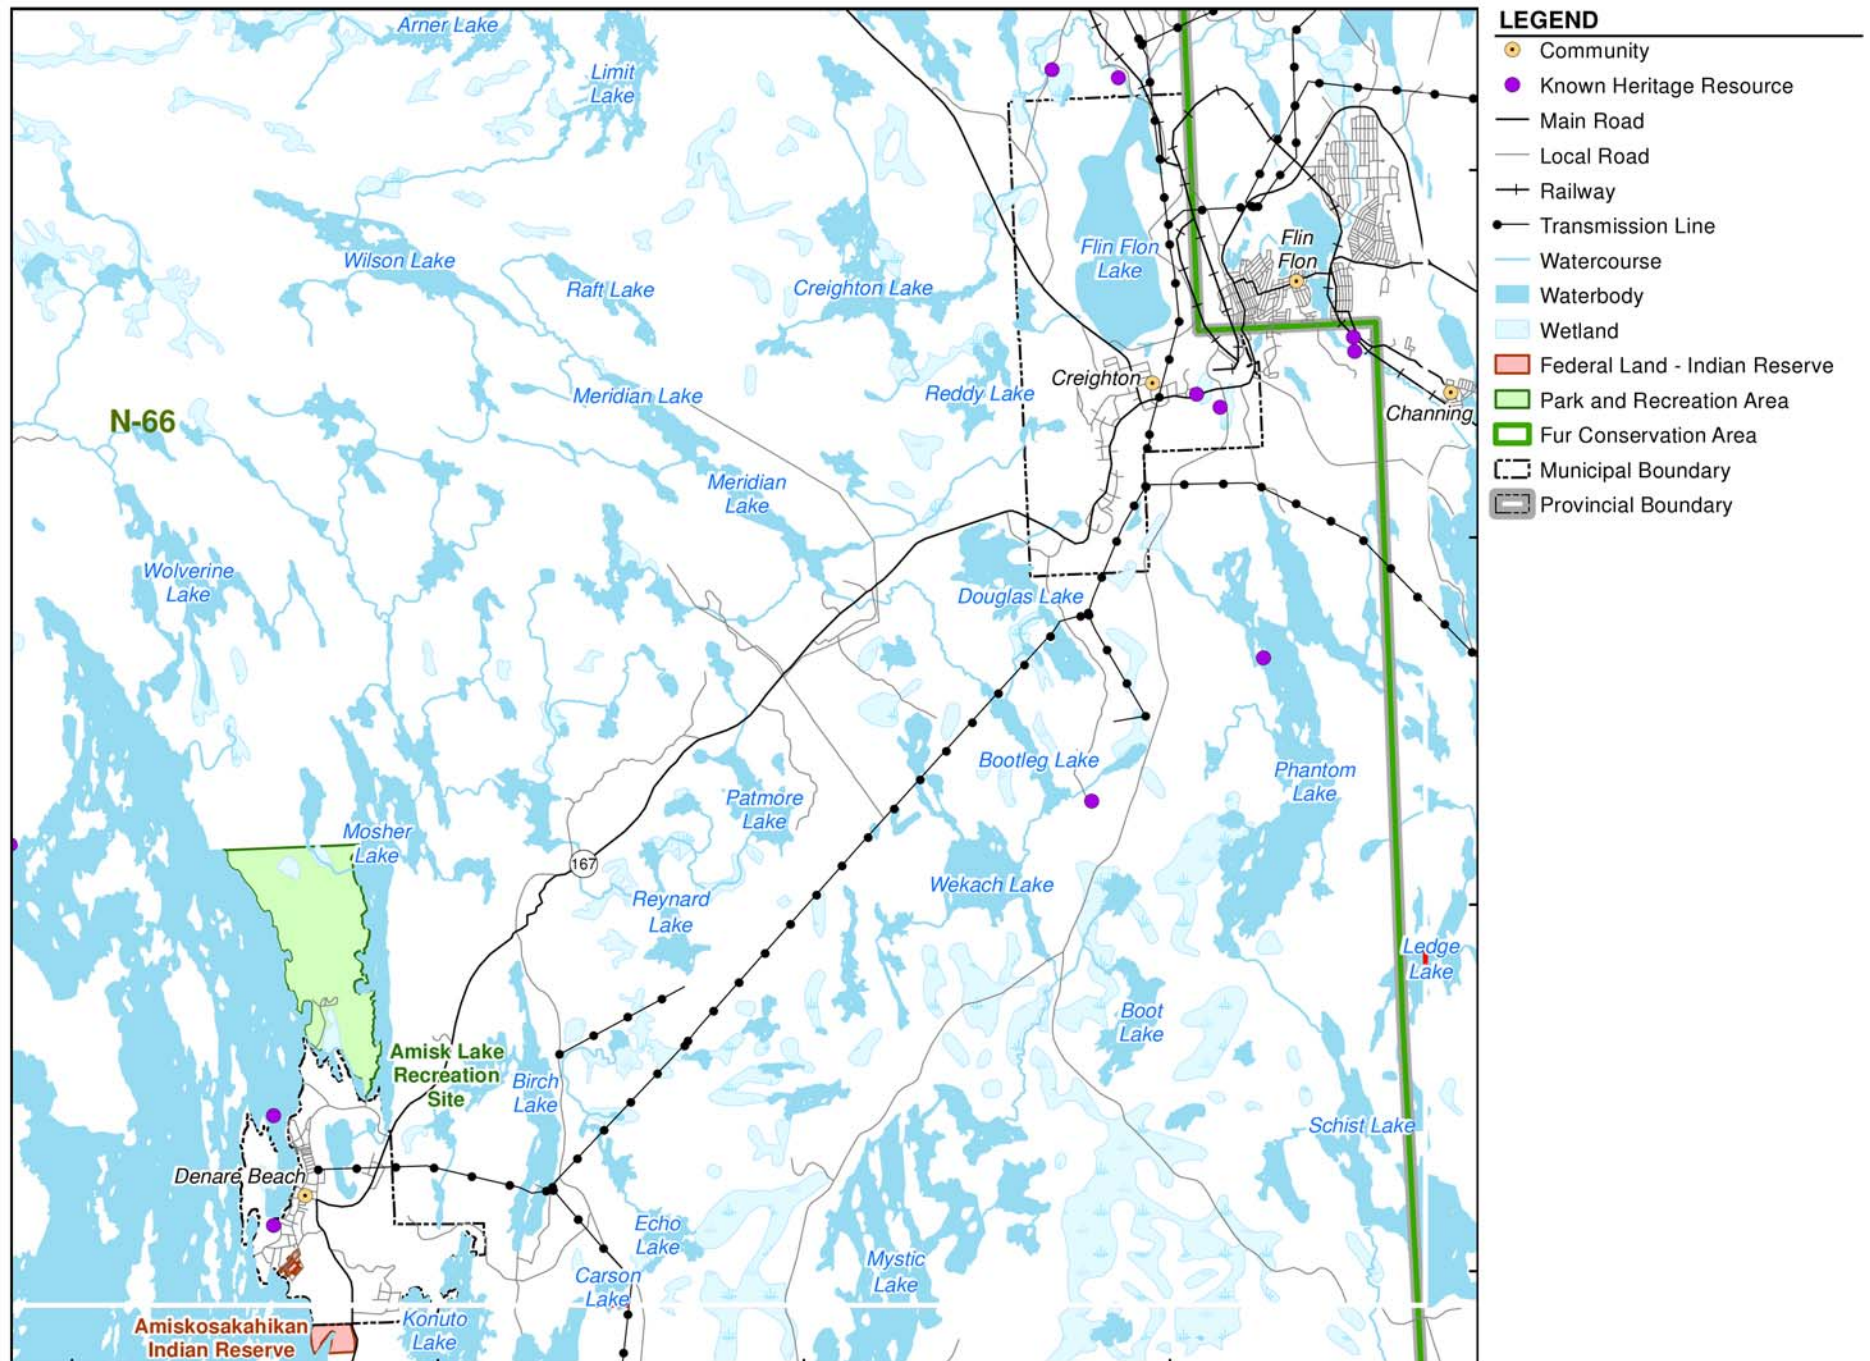 Arner Lake
Limit
Lake
Wilson Lake
Raft Lake
Creighton Lake
Flin Flon
Lake
Flin
Flon
Meridian Lake
Reddy Lake
Creighton
Channing
N-66
Meridian
Lake
Wolverine
Lake
Douglas Lake
Bootleg Lake
Phantom
Lake
Patmore
Lake
Mosher
Lake
167
Reynard
Lake
Wekach Lake
Ledge
Lake
Boot
Lake
Amisk Lake
Recreation
Site
Birch
Lake
Schist Lake
Denare Beach
Echo
Lake
Carson
Lake
Mystic
Lake
Konuto
Lake
Amiskosakahikan
Indian Reserve
LEGEND
Community
Known Heritage Resource
Main Road
Local Road
Railway
Transmission Line
Watercourse
Waterbody
Wetland
Federal Land - Indian Reserve
Park and Recreation Area
Fur Conservation Area
Municipal Boundary
Provincial Boundary